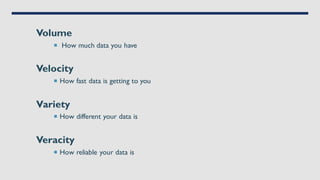 Volume
How much data you have
Velocity
How fast data is getting to you
Variety
How different your data is
Veracity
How reliable your data is